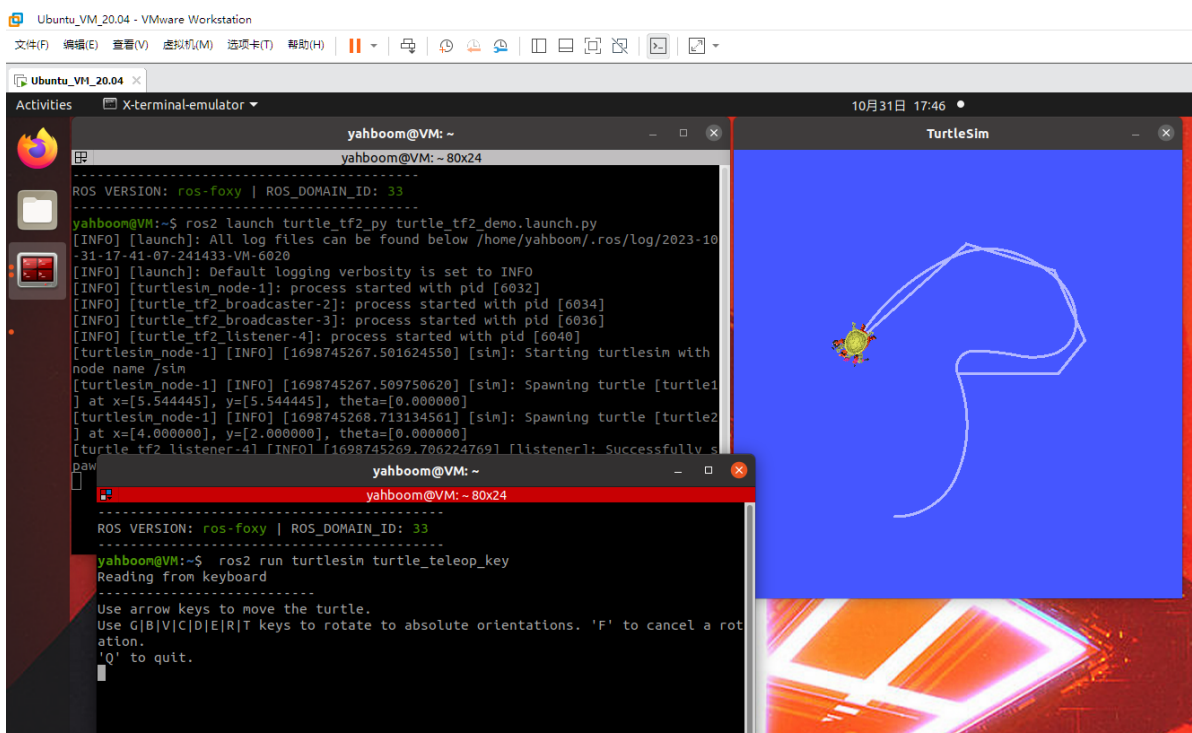 Ubuntu_VM_20.04 - VMware Workstation
文件(F) 编辑(E) 查看(V) 虚拟机(M) 选项卡(T) 帮助(H)
Ubuntu_VM_20.04
Activities X-terminal-emulator 10月31日 17:46
yahboom@VM: ~
yahboom@VM: ~ 80x24
---------------------------------------------
ROS VERSION: ros-foxy | ROS_DOMAIN_ID: 33
---------------------------------------------
yahboom@VM:~$ ros2 launch turtle_tf2_py turtle_tf2_demo.launch.py
[INFO] [launch]: All log files can be found below /home/yahboom/.ros/log/2023-10
-31-17-41-07-241433-VM-6020
[INFO] [launch]: Default logging verbosity is set to INFO
[INFO] [turtlesim_node-1]: process started with pid [6032]
[INFO] [turtle_tf2_broadcaster-2]: process started with pid [6034]
[INFO] [turtle_tf2_broadcaster-3]: process started with pid [6036]
[INFO] [turtle_tf2_listener-4]: process started with pid [6040]
[turtlesim_node-1] [INFO] [1698745267.501624550] [sim]: Starting turtlesim with
node name /sim
[turtlesim_node-1] [INFO] [1698745267.509750620] [sim]: Spawning turtle [turtle1
] at x=[5.544445], y=[5.544445], theta=[0.000000]
[turtlesim_node-1] [INFO] [1698745268.713134561] [sim]: Spawning turtle [turtle2
] at x=[4.000000], y=[2.000000], theta=[0.000000]
[turtle_tf2_listener-4] [INFO] [1698745269.706224769] [listener]: Successfully s
paw
TurtleSim
yahboom@VM: ~
yahboom@VM: ~ 80x24
---------------------------------------------
ROS VERSION: ros-foxy | ROS_DOMAIN_ID: 33
---------------------------------------------
yahboom@VM:~$  ros2 run turtlesim turtle_teleop_key
Reading from keyboard
---------------------------
Use arrow keys to move the turtle.
Use G|B|V|C|D|E|R|T keys to rotate to absolute orientations. 'F' to cancel a rot
ation.
'Q' to quit.